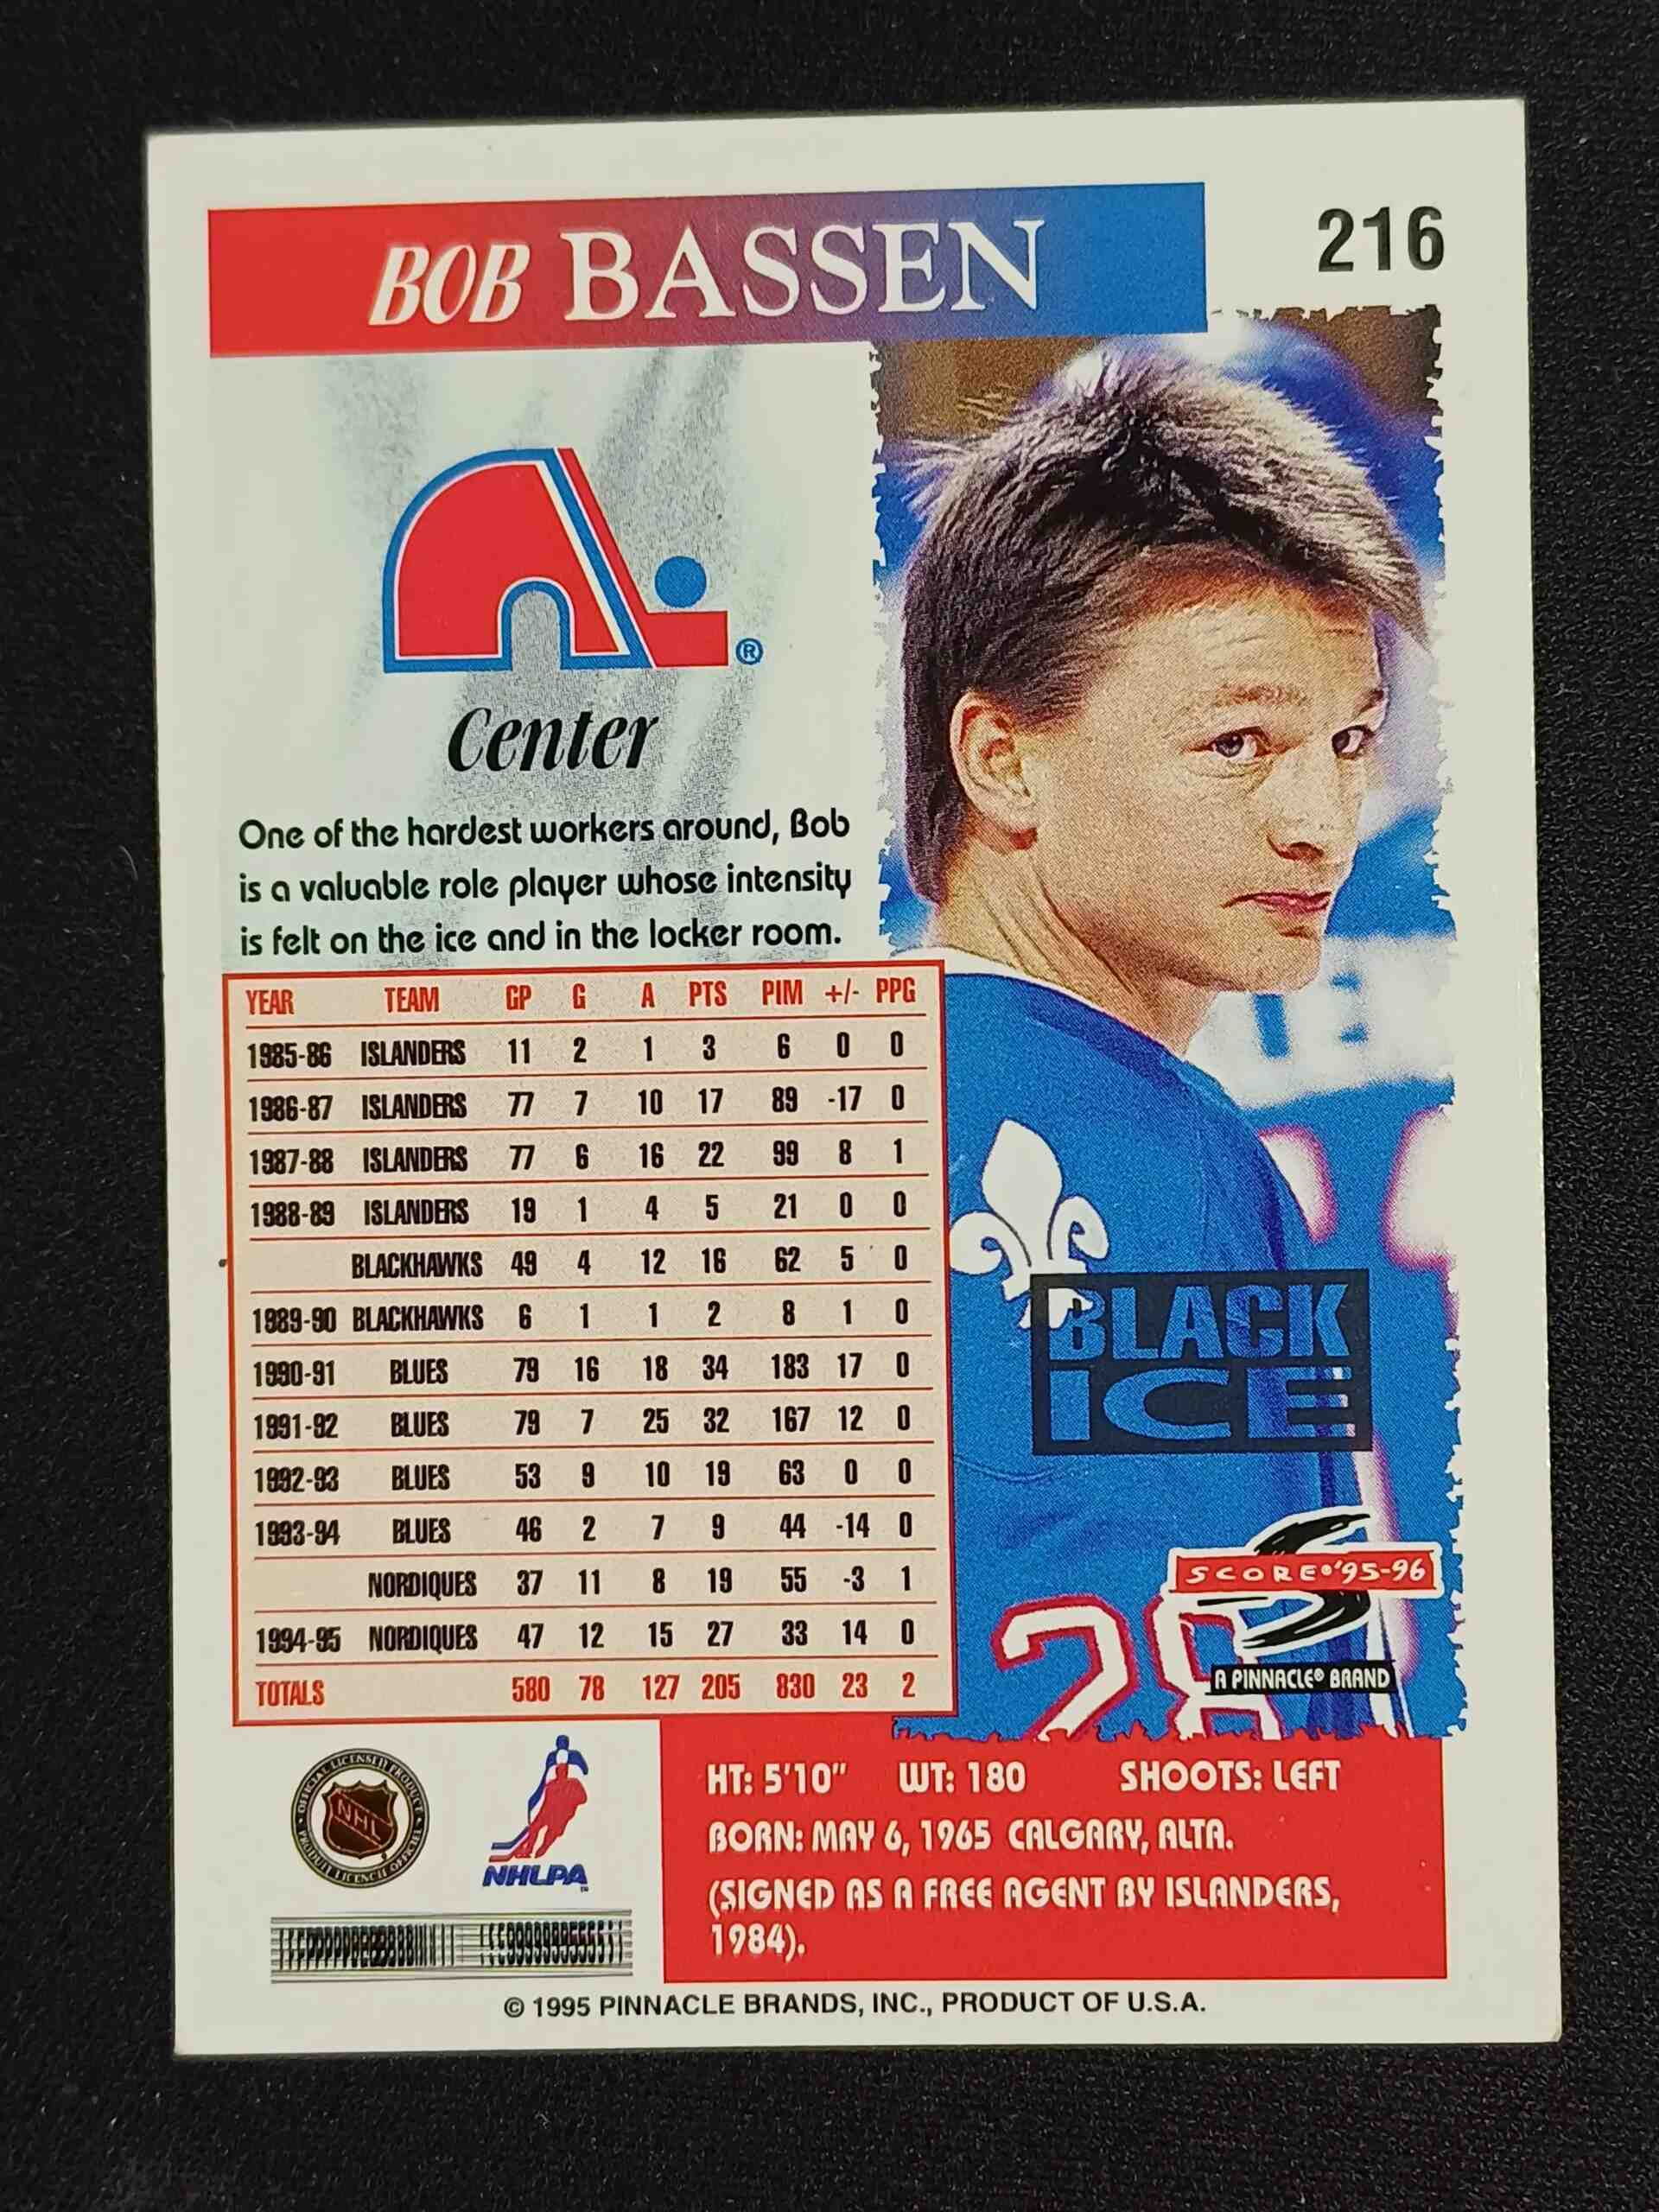 BOB BASSEN
216
®
Center
One of the hardest workers around, Bob
is a valuable role player whose intensity
is felt on the ice and in the locker room.
YEAR TEAM GP G A PTS PIM +/- PPG
1985-86 ISLANDERS 11 2 1 3 6 0 0
1986-87 ISLANDERS 77 7 10 17 89 -17 0
1987-88 ISLANDERS 77 6 16 22 99 8 1
1988-89 ISLANDERS 19 1 4 5 21 0 0
BLACKHAWKS 49 4 12 16 62 5 0
1989-90 BLACKHAWKS 6 1 1 2 8 1 0
1990-91 BLUES 79 16 18 34 183 17 0
1991-92 BLUES 79 7 25 32 167 12 0
1992-93 BLUES 53 9 10 19 63 0 0
1993-94 BLUES 46 2 7 9 44 -14 0
NORDIQUES 37 11 8 19 55 -3 1
1994-95 NORDIQUES 47 12 15 27 33 14 0
TOTALS 580 78 127 205 830 23 2
BLACK
ICE
SCORE®'95-96
A PINNACLE® BRAND
28
OFFICIAL LICENSED PRODUCT
NHL
PRODUIT LICENCIÉ OFFICIEL
NHLPA
™
HT: 5'10" WT: 180 SHOOTS: LEFT
BORN: MAY 6, 1965 CALGARY, ALTA.
(SIGNED AS A FREE AGENT BY ISLANDERS,
1984).
© 1995 PINNACLE BRANDS, INC., PRODUCT OF U.S.A.